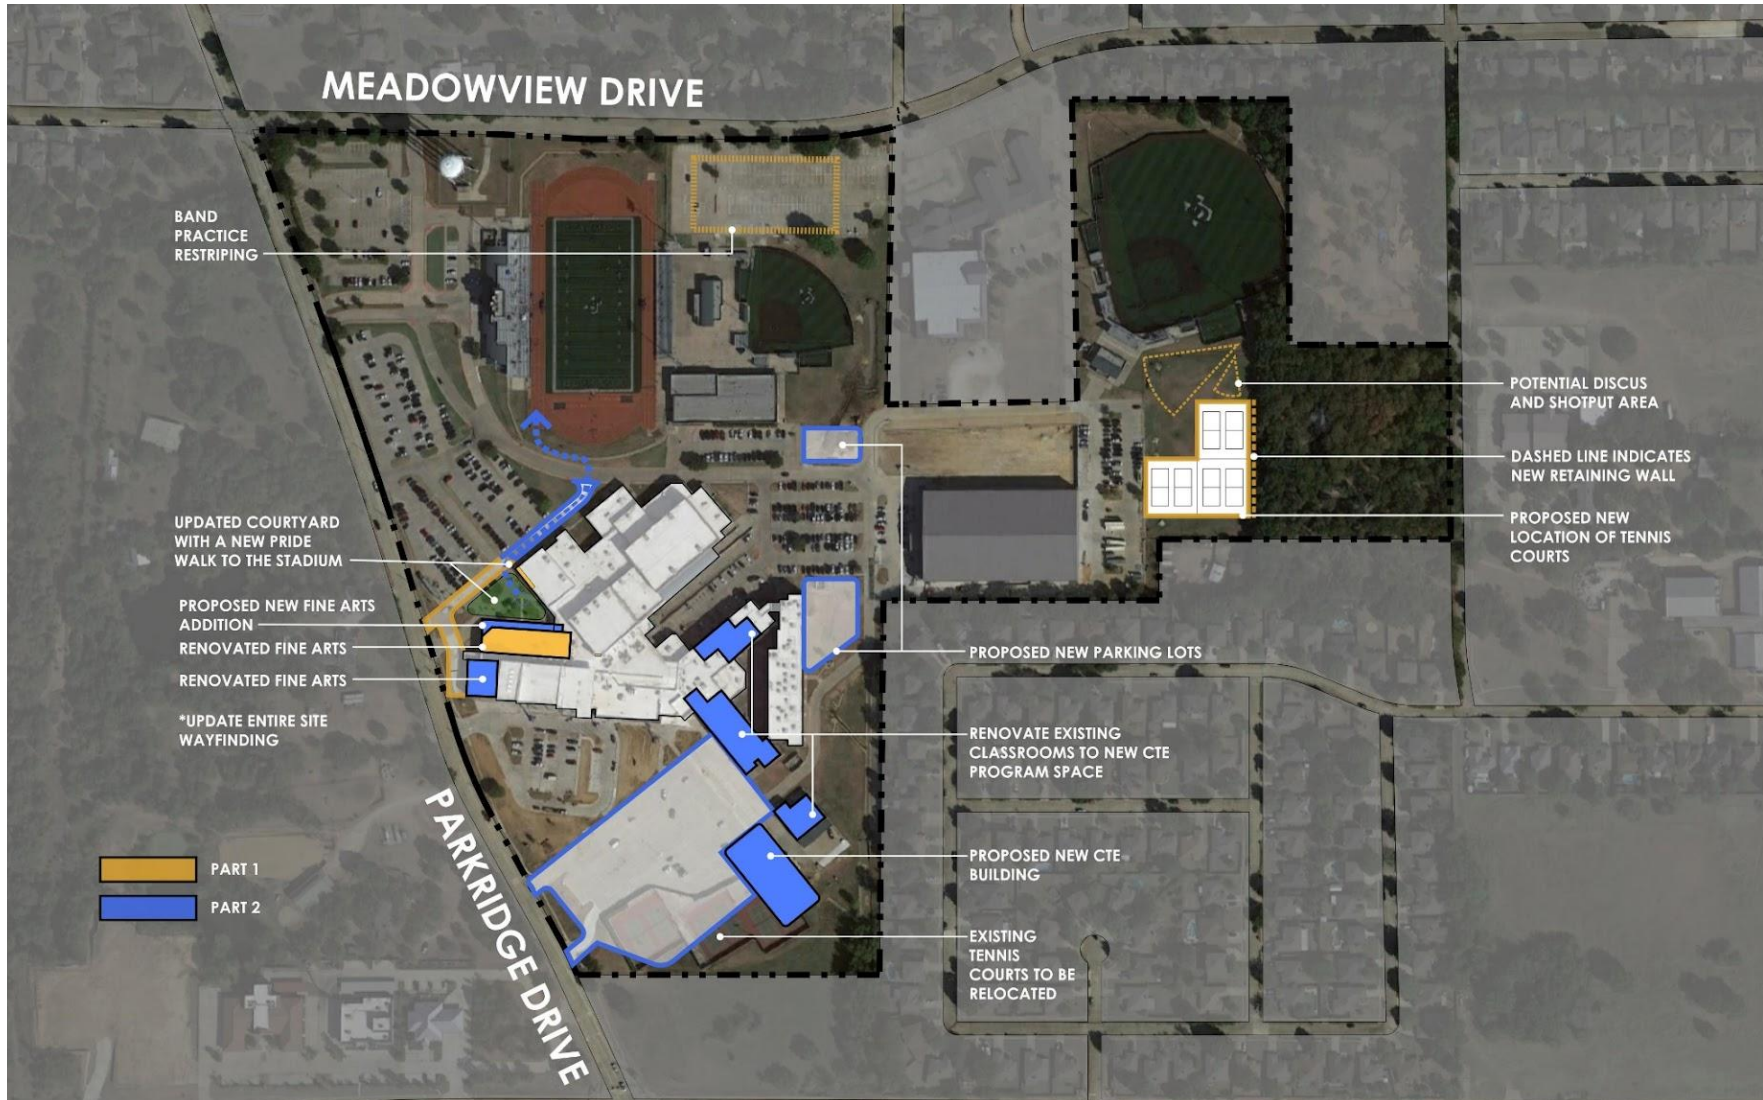 MEADOWVIEW DRIVE
BAND
PRACTICE
RESTRIPING
UPDATED COURTYARD
WITH A NEW PRIDE
WALK TO THE STADIUM
PROPOSED NEW FINE ARTS
ADDITION
RENOVATED FINE ARTS
RENOVATED FINE ARTS
*UPDATE ENTIRE SITE
WAYFINDING
PART 1
PART 2
PARKRIDGE DRIVE
POTENTIAL DISCUS
AND SHOTPUT AREA
DASHED LINE INDICATES
NEW RETAINING WALL
PROPOSED NEW
LOCATION OF TENNIS
COURTS
PROPOSED NEW PARKING LOTS
RENOVATE EXISTING
CLASSROOMS TO NEW CTE
PROGRAM SPACE
PROPOSED NEW CTE
BUILDING
EXISTING
TENNIS
COURTS TO BE
RELOCATED